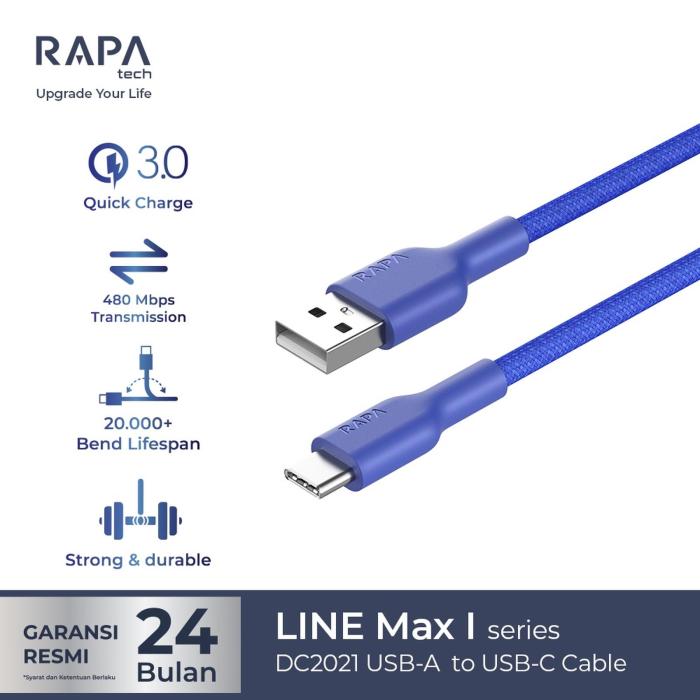 RAPA
tech
Upgrade Your Life
3.0
Quick Charge
480 Mbps
Transmission
20.000+
Bend Lifespan
Strong & durable
RAPA
RAPA
GARANSI
RESMI
*Syarat dan Ketentuan Berlaku
24
Bulan
LINE Max I series
DC2021 USB-A to USB-C Cable